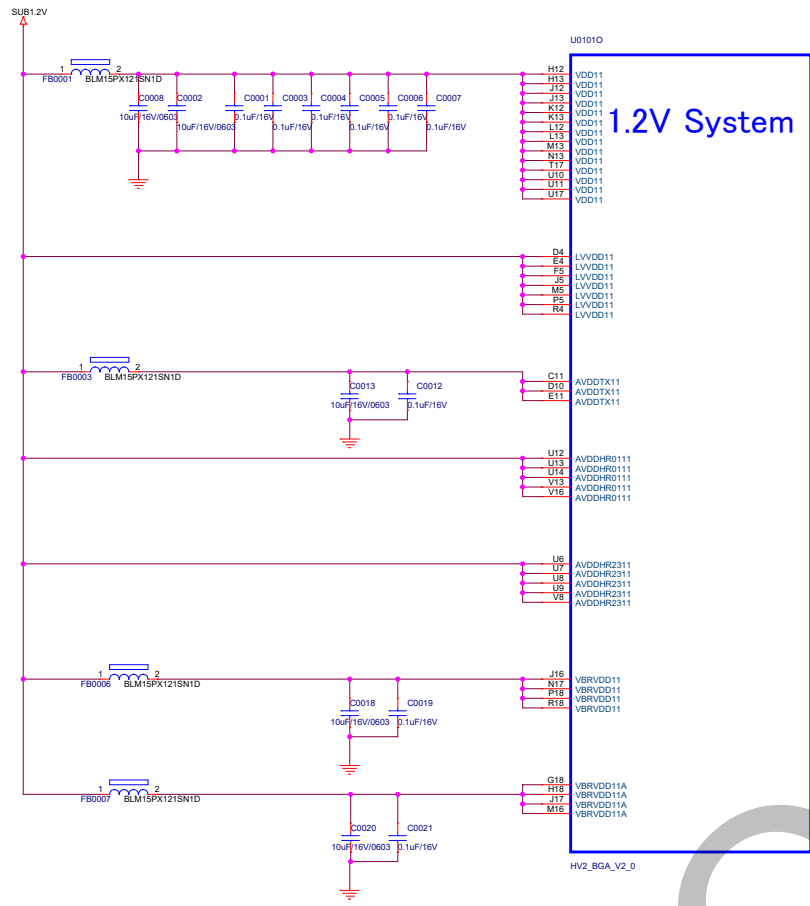 SUB1.2V
U0101O
1 2
FB0001 BLM15PX121SN1D
C0008 C0002 C0001 C0003 C0004 C0005 C0006 C0007
10uF/16V/0603 10uF/16V/0603 0.1uF/16V 0.1uF/16V 0.1uF/16V 0.1uF/16V 0.1uF/16V 0.1uF/16V
1.2V System
H12 VDD11
H13 VDD11
J12 VDD11
J13 VDD11
K12 VDD11
K13 VDD11
L12 VDD11
L13 VDD11
M13 VDD11
N13 VDD11
T17 VDD11
U10 VDD11
U11 VDD11
U17 VDD11
D4 LVVDD11
E4 LVVDD11
F5 LVVDD11
J5 LVVDD11
M5 LVVDD11
P5 LVVDD11
R4 LVVDD11
1 2
FB0003 BLM15PX121SN1D
C0013 C0012
10uF/16V/0603 0.1uF/16V
C11 AVDDTX11
D10 AVDDTX11
E11 AVDDTX11
U12 AVDDHR0111
U13 AVDDHR0111
U14 AVDDHR0111
V13 AVDDHR0111
V16 AVDDHR0111
U6 AVDDHR2311
U7 AVDDHR2311
U8 AVDDHR2311
U9 AVDDHR2311
V8 AVDDHR2311
1 2
FB0006 BLM15PX121SN1D
C0018 C0019
10uF/16V/0603 0.1uF/16V
J16 VBRVDD11
N17 VBRVDD11
P18 VBRVDD11
R18 VBRVDD11
1 2
FB0007 BLM15PX121SN1D
C0020 C0021
10uF/16V/0603 0.1uF/16V
G18 VBRVDD11A
H18 VBRVDD11A
J17 VBRVDD11A
M16 VBRVDD11A
HV2_BGA_V2_0